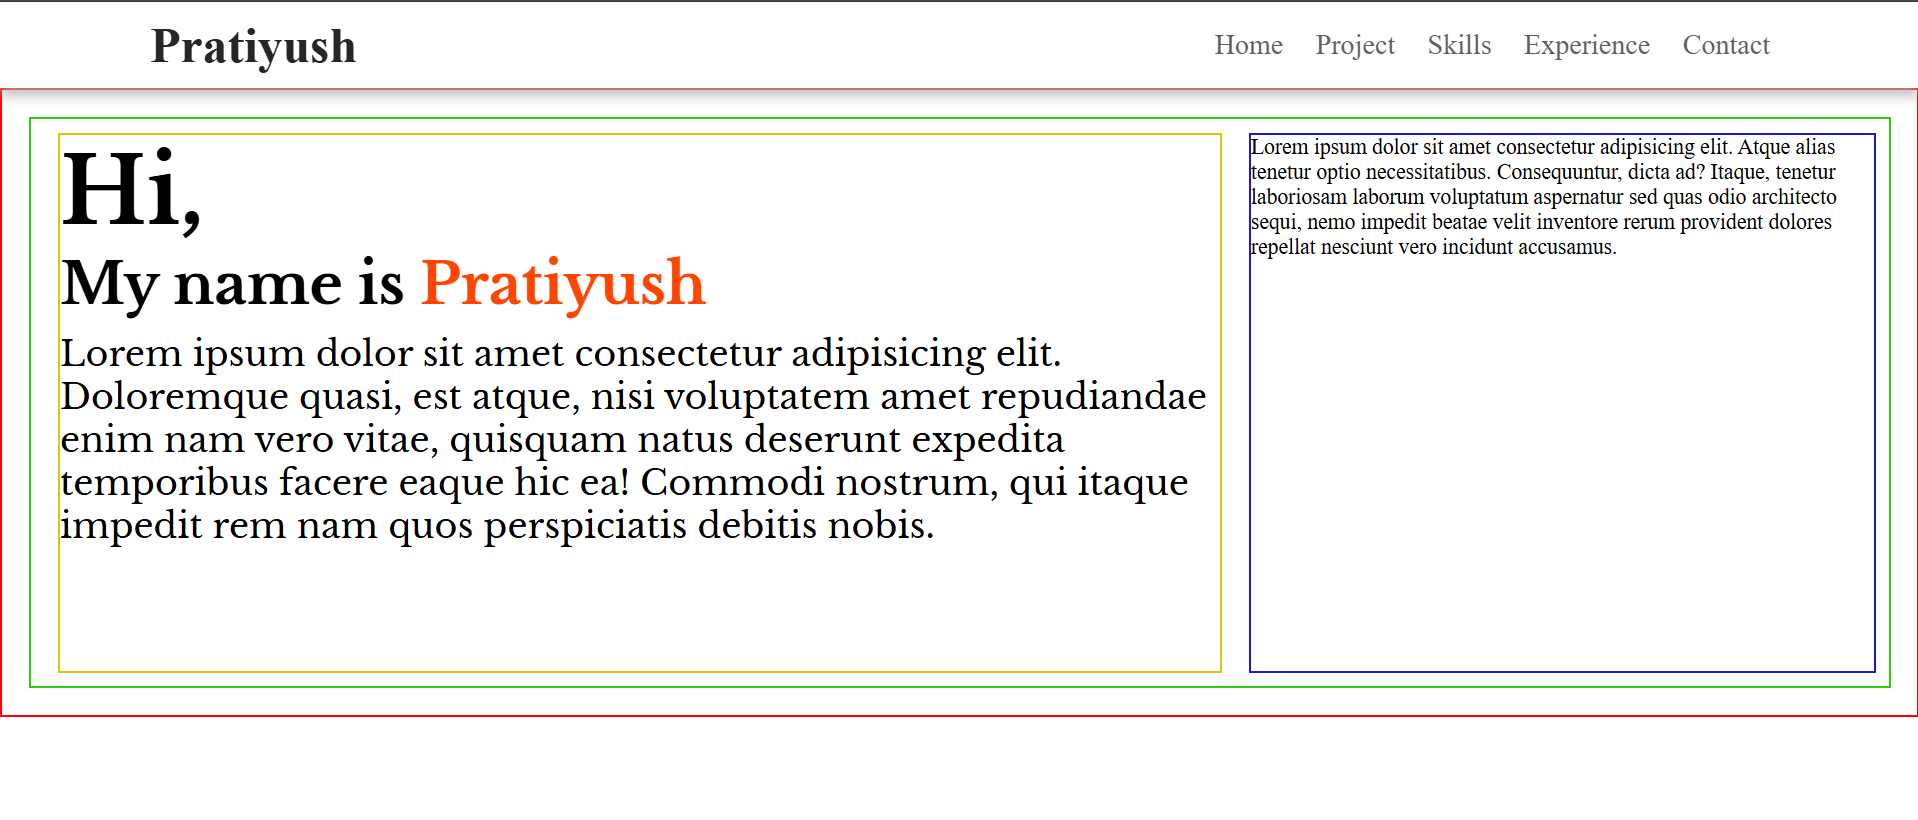 Pratiyush
Home Project Skills Experience Contact
Hi,
My name is Pratiyush
Lorem ipsum dolor sit amet consectetur adipisicing elit.
Doloremque quasi, est atque, nisi voluptatem amet repudiandae
enim nam vero vitae, quisquam natus deserunt expedita
temporibus facere eaque hic ea! Commodi nostrum, qui itaque
impedit rem nam quos perspiciatis debitis nobis.
Lorem ipsum dolor sit amet consectetur adipisicing elit. Atque alias
tenetur optio necessitatibus. Consequuntur, dicta ad? Itaque, tenetur
laboriosam laborum voluptatum aspernatur sed quas odio architecto
sequi, nemo impedit beatae velit inventore rerum provident dolores
repellat nesciunt vero incidunt accusamus.